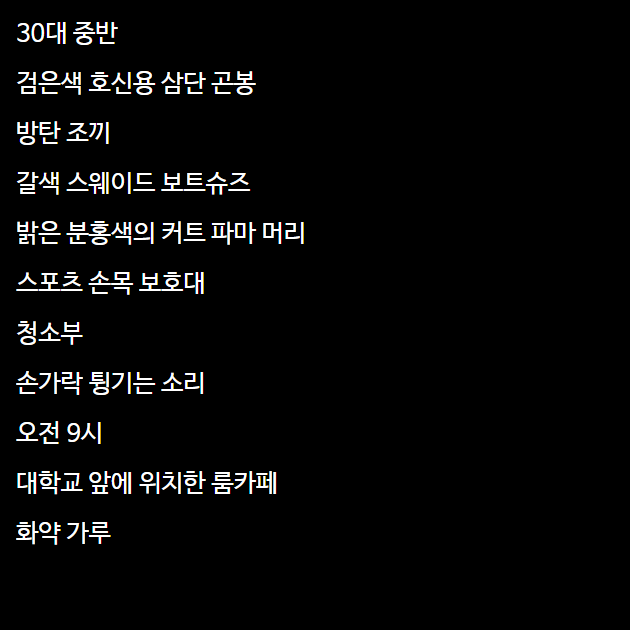 30대 중반
검은색 호신용 삼단 곤봉
방탄 조끼
갈색 스웨이드 보트슈즈
밝은 분홍색의 커트 파마 머리
스포츠 손목 보호대
청소부
손가락 튕기는 소리
오전 9시
대학교 앞에 위치한 룸카페
화약 가루